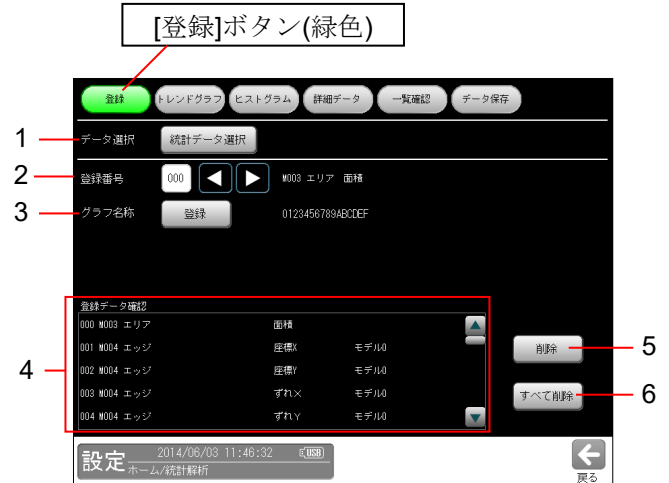 [登録]ボタン(緑色)
登録 トレンドグラフ ヒストグラム 詳細データ 一覧確認 データ保存
1 データ選択 統計データ選択
2 登録番号 000 M003 エリア 面積
3 グラフ名称 登録 0123456789ABCDEF
登録データ確認
000 M003 エリア 面積
001 M004 エッジ 座標X モデル0
002 M004 エッジ 座標Y モデル0
003 M004 エッジ ずれX モデル0
004 M004 エッジ ずれY モデル0
4
削除 5
すべて削除 6
設定 2014/06/03 11:46:32 USB
ホーム/統計解析
戻る